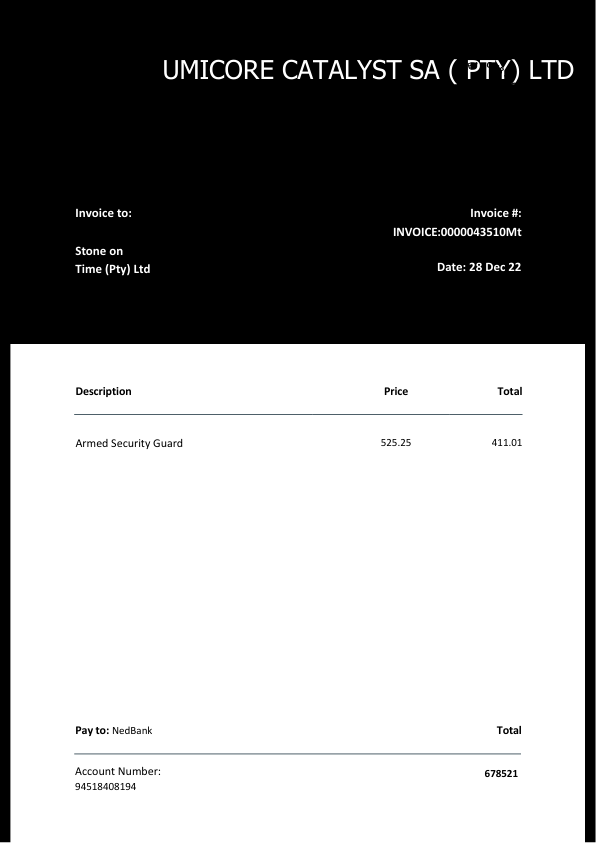 UMICORE CATALYST SA ( PTY) LTD
Invoice to:
Invoice #:
INVOICE:0000043510Mt
Stone on
Time (Pty) Ltd
Date: 28 Dec 22
Description Price Total
Armed Security Guard 525.25 411.01
Pay to: NedBank Total
Account Number:
94518408194
678521